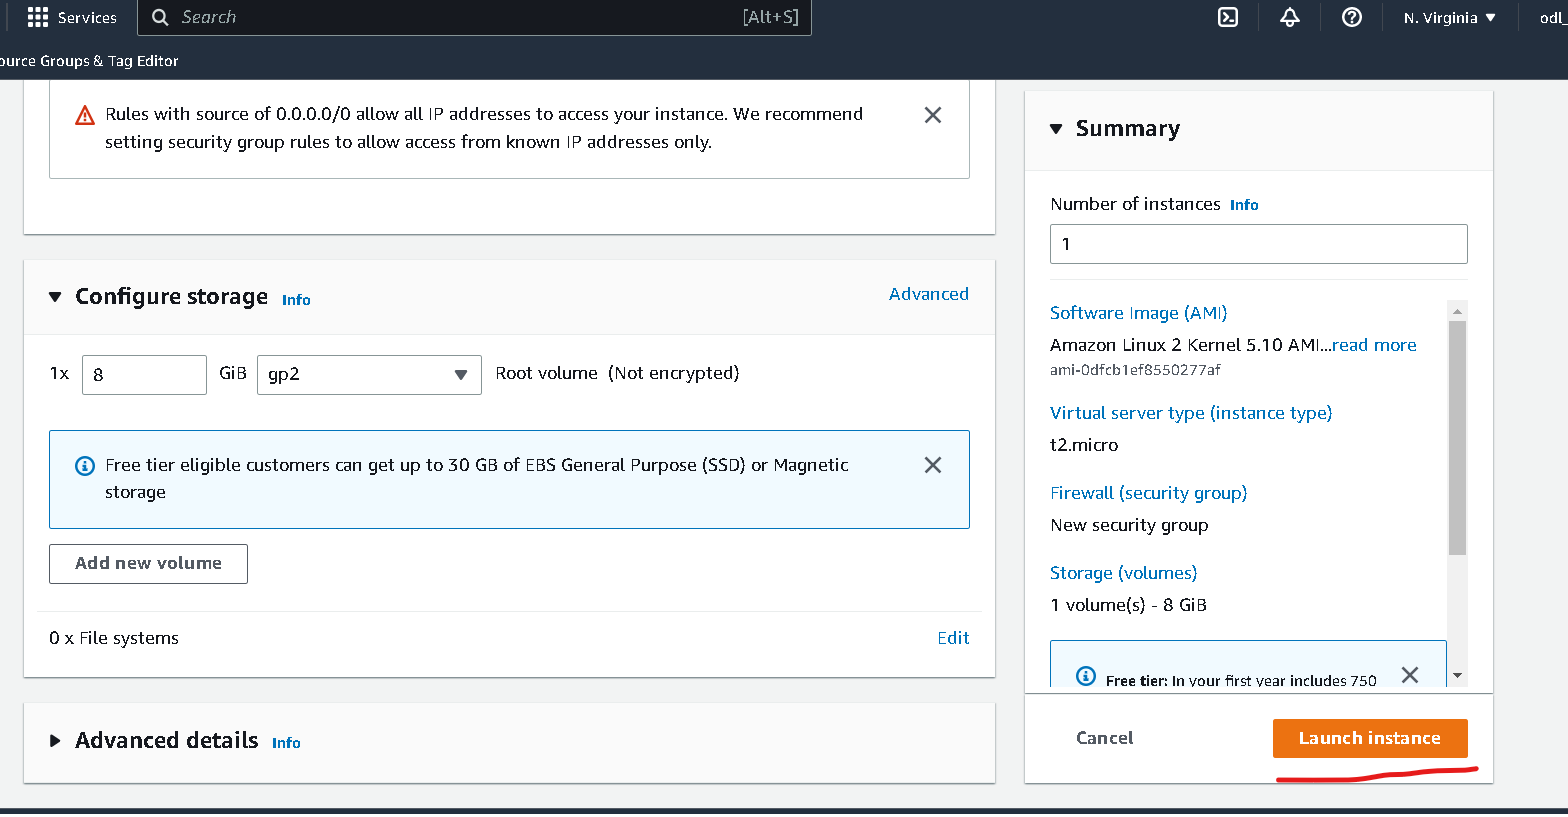 Services
Search
[Alt+S]
N. Virginia
odl_
ource Groups & Tag Editor
Rules with source of 0.0.0.0/0 allow all IP addresses to access your instance. We recommend
setting security group rules to allow access from known IP addresses only.
Configure storage Info
Advanced
1x 8 GiB gp2 Root volume (Not encrypted)
Free tier eligible customers can get up to 30 GB of EBS General Purpose (SSD) or Magnetic
storage
Add new volume
0 x File systems
Edit
Advanced details Info
Summary
Number of instances Info
1
Software Image (AMI)
Amazon Linux 2 Kernel 5.10 AMI...read more
ami-0dfcb1ef8550277af
Virtual server type (instance type)
t2.micro
Firewall (security group)
New security group
Storage (volumes)
1 volume(s) - 8 GiB
Free tier: In your first year includes 750
Cancel
Launch instance